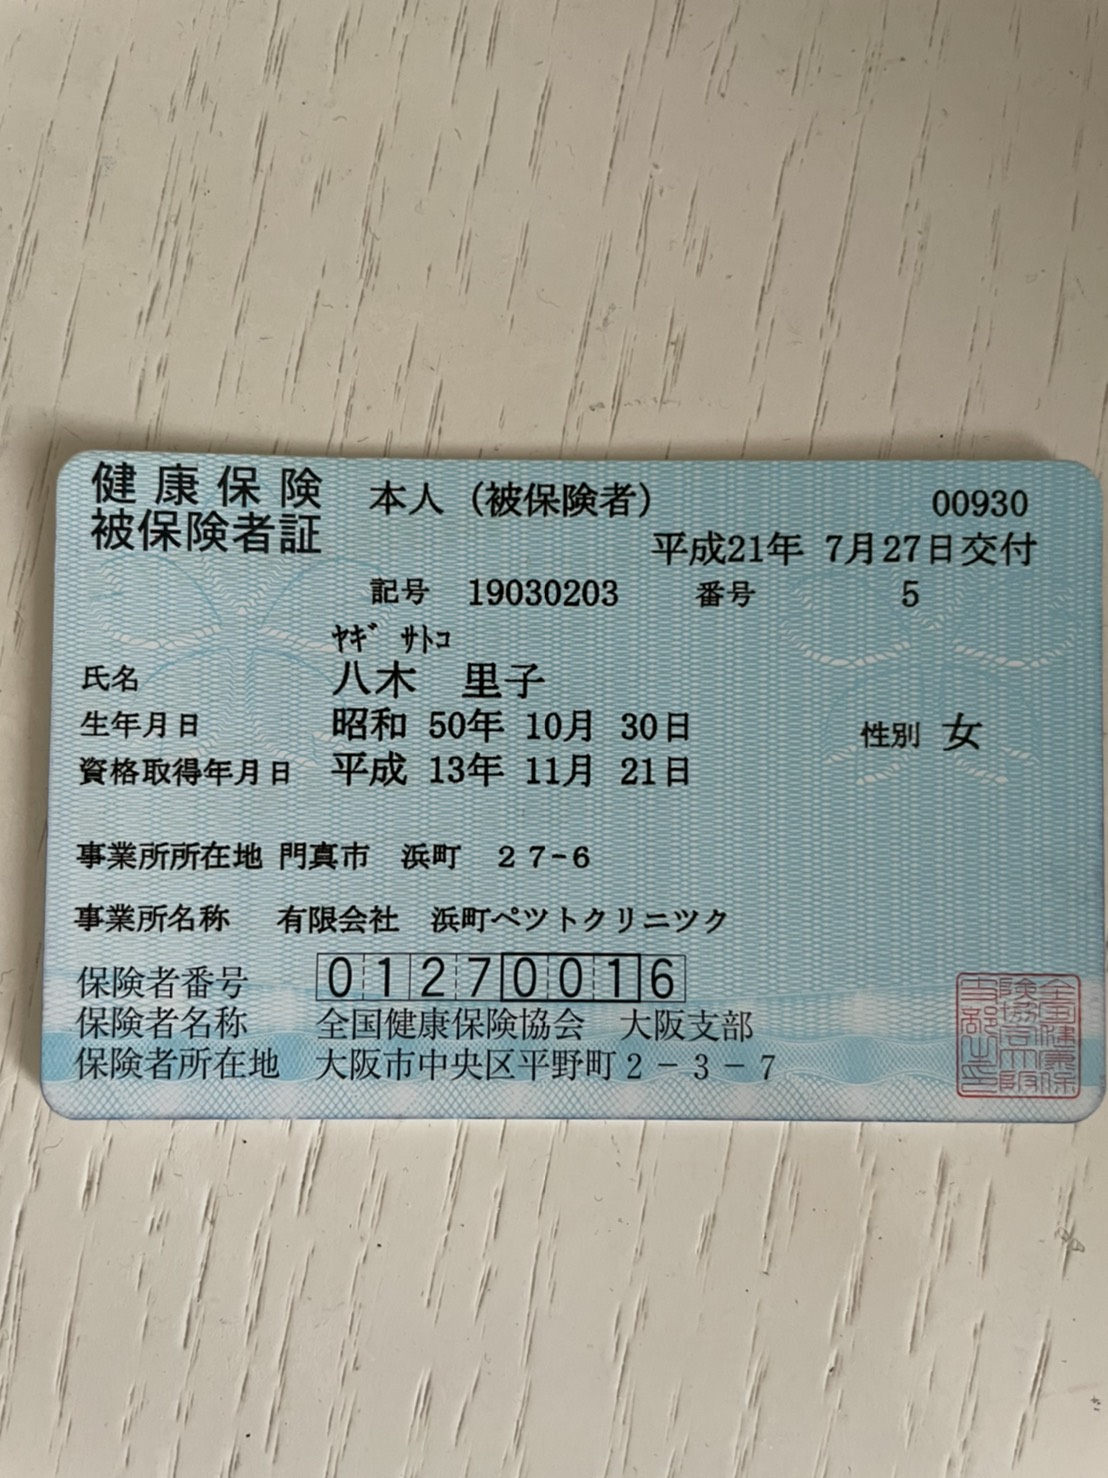 健康保険
被保険者証
本人（被保険者）
00930
平成21年 7月27日交付
記号 19030203 番号 5
ﾔｷﾞ ｻﾄｺ
氏名 八木 里子
生年月日 昭和 50年 10月 30日 性別 女
資格取得年月日 平成 13年 11月 21日
事業所所在地 門真市 浜町 27-6
事業所名称 有限会社 浜町ペツトクリニツク
保険者番号 01270016
保険者名称 全国健康保険協会 大阪支部
保険者所在地 大阪市中央区平野町２－３－７